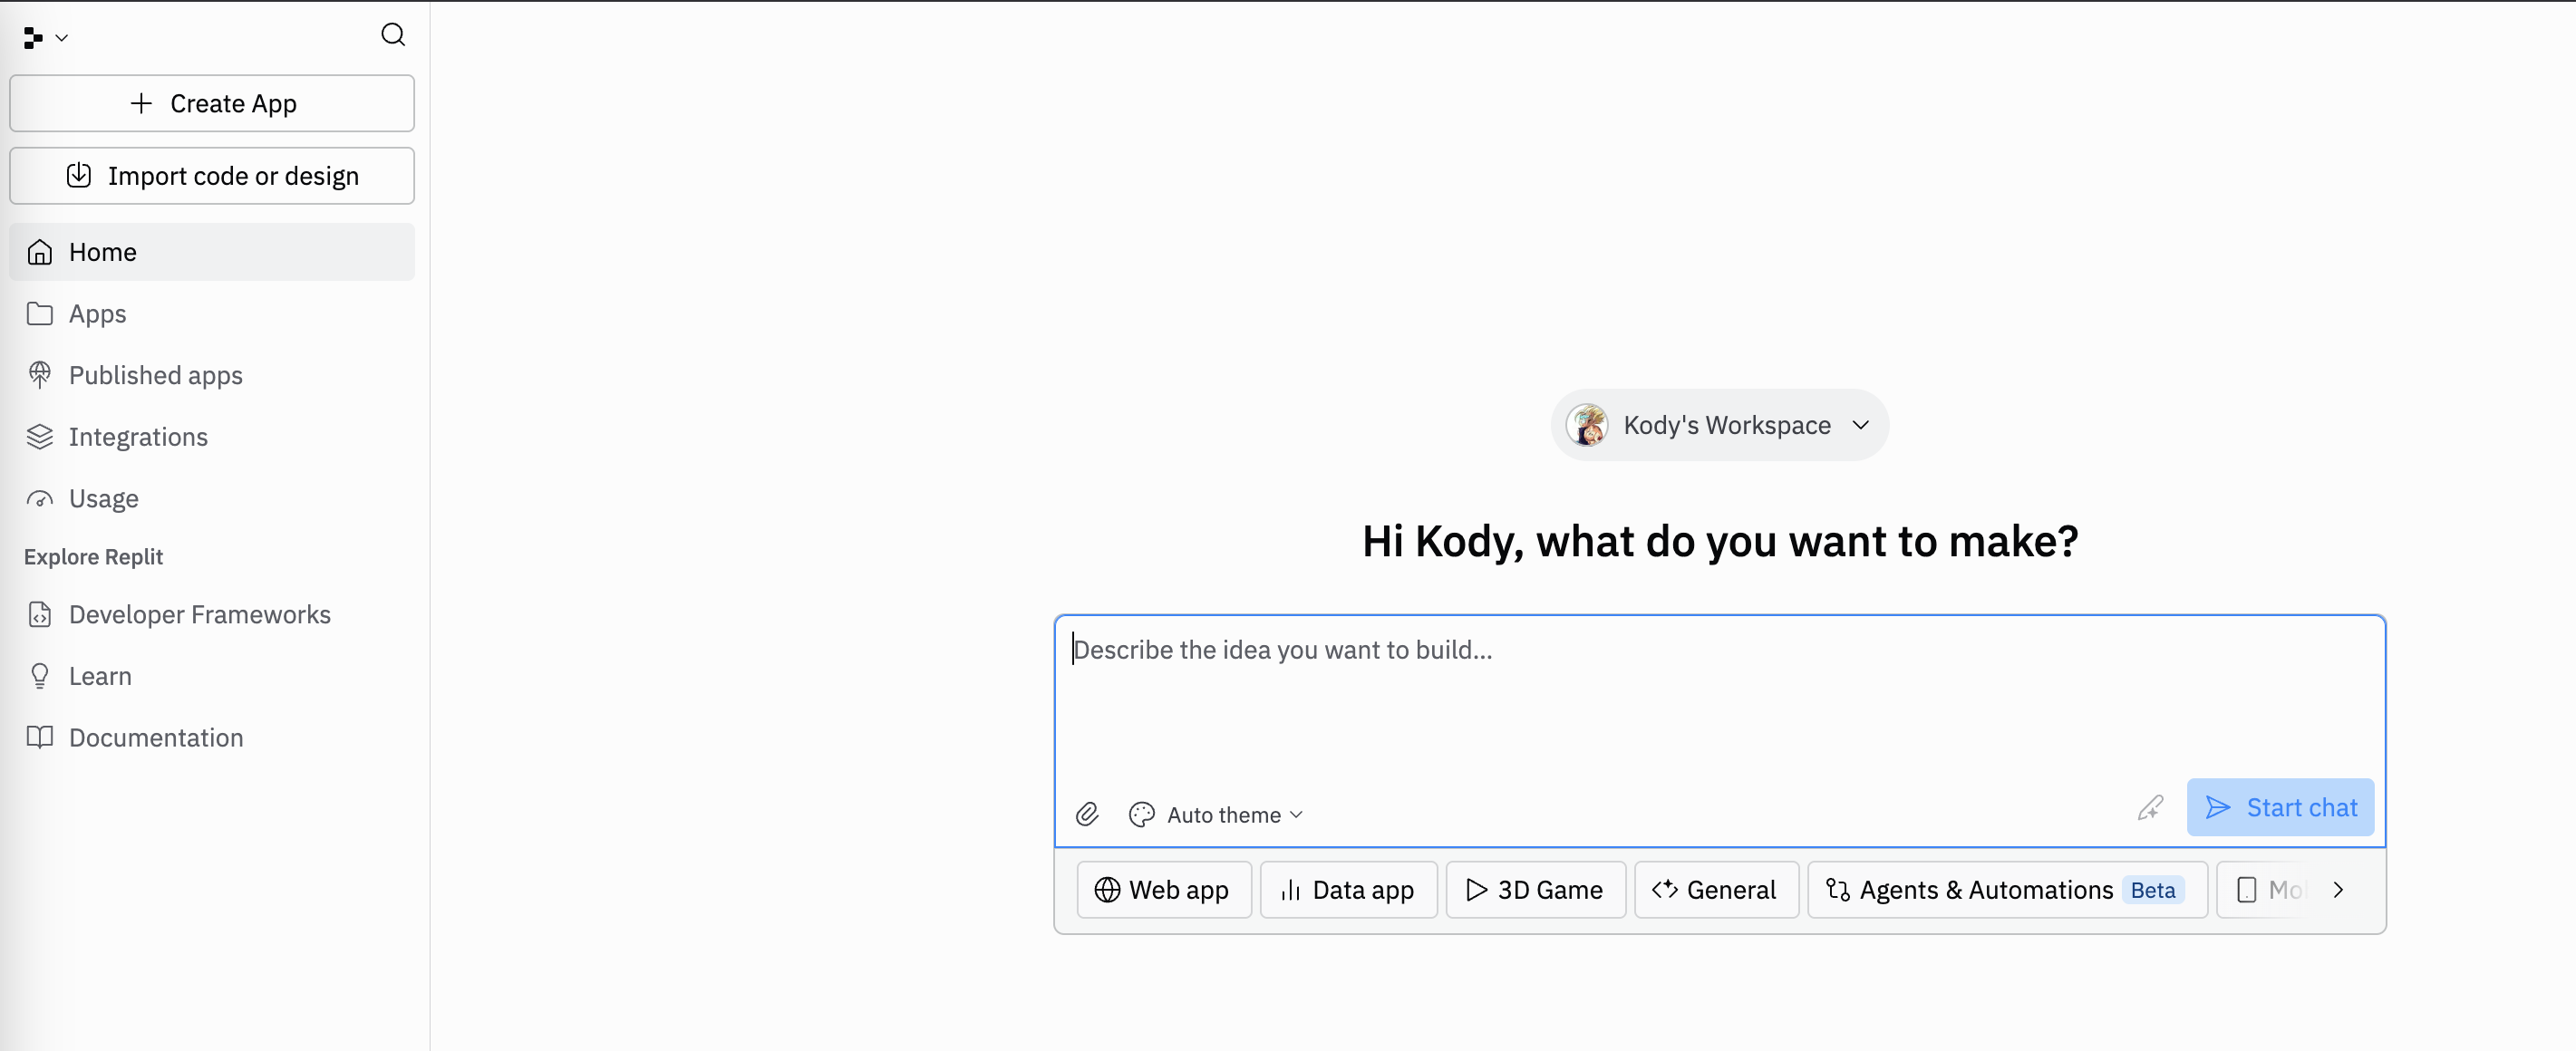 Create App
Import code or design
Home
Apps
Published apps
Integrations
Usage
Explore Replit
Developer Frameworks
Learn
Documentation
Kody's Workspace
Hi Kody, what do you want to make?
Describe the idea you want to build...
Auto theme
Start chat
Web app
Data app
3D Game
General
Agents & Automations Beta